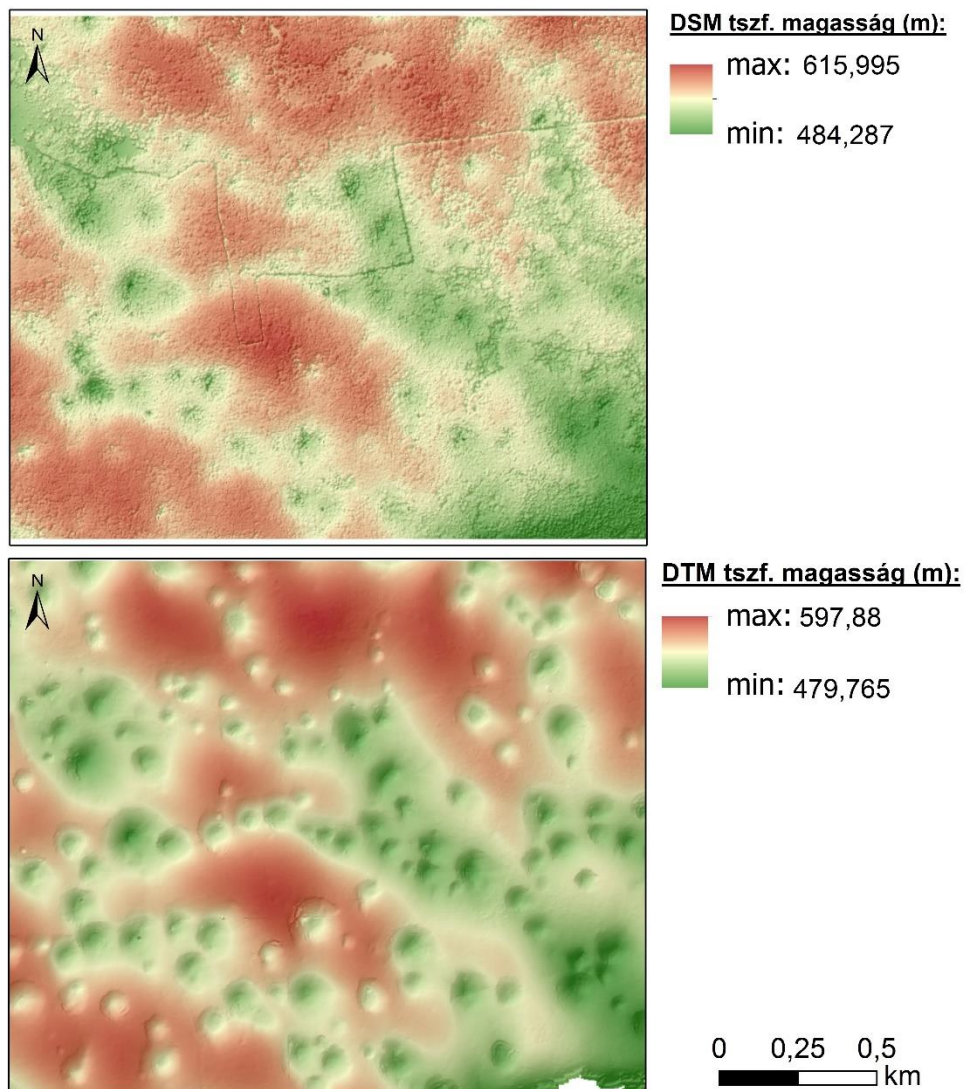 N
DSM tszf. magasság (m):
max: 615,995
min: 484,287
N
DTM tszf. magasság (m):
max: 597,88
min: 479,765
0 0,25 0,5
km